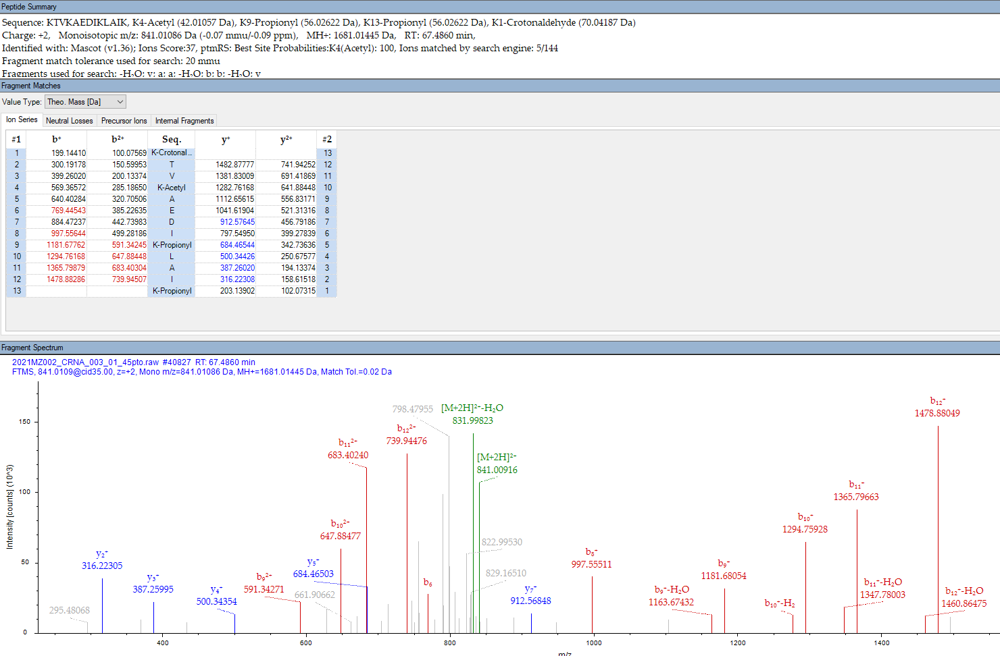 Peptide Summary
Sequence: KTVKAEDIKLAIK, K4-Acetyl (42.01057 Da), K9-Propionyl (56.02622 Da), K13-Propionyl (56.02622 Da), K1-Crotonaldehyde (70.04187 Da)
Charge: +2, Monoisotopic m/z: 841.01086 Da (-0.07 mmu/-0.09 ppm), MH+: 1681.01445 Da, RT: 67.4860 min,
Identified with: Mascot (v1.36); Ions Score:37, ptmRS: Best Site Probabilities:K4(Acetyl): 100, Ions matched by search engine: 5/144
Fragment match tolerance used for search: 20 mmu
Fragments used for search: -H₂O; y; a; a; -H₂O; b; b; -H₂O; y
Fragment Matches
Value Type: Theo. Mass [Da]
Ion Series Neutral Losses Precursor Ions Internal Fragments
#1 b⁺ b²⁺ Seq. y⁺ y²⁺ #2
1 199.14410 100.07569 K-Crotonal... 13
2 300.19178 150.59953 T 1482.87777 741.94252 12
3 399.26020 200.13374 V 1381.83009 691.41869 11
4 569.36572 285.18650 K-Acetyl 1282.76168 641.88448 10
5 640.40284 320.70506 A 1112.65615 556.83171 9
6 769.44543 385.22635 E 1041.61904 521.31316 8
7 884.47237 442.73983 D 912.57645 456.79186 7
8 997.55644 499.28186 I 797.54950 399.27839 6
9 1181.67762 591.34245 K-Propionyl 684.46544 342.73636 5
10 1294.76168 647.88448 L 500.34426 250.67577 4
11 1365.79879 683.40304 A 387.26020 194.13374 3
12 1478.88286 739.94507 I 316.22308 158.61518 2
13 K-Propionyl 203.13902 102.07315 1
Fragment Spectrum
2021MZ002_CRNA_003_01_45pto.raw #40827 RT: 67.4860 min
FTMS, 841.0109@cid35.00, z=+2, Mono m/z=841.01086 Da, MH+=1681.01445 Da, Match Tol.=0.02 Da
Intensity [counts] (10^3)
150
100
50
0
295.48068
y₂⁺
316.22305
y₃⁺
387.25995
y₄⁺
500.34354
b₉²⁺
591.34271
y₅⁺
684.46503
661.90662
b₁₀²⁺
647.88477
b₁₁²⁺
683.40240
b₁₂²⁺
739.94476
798.47955
[M+2H]²⁺-H₂O
831.99823
[M+2H]²⁺
841.00916
822.99530
829.16510
b₆
y₇⁺
912.56848
b₈⁺
997.55511
b₉⁺-H₂O
1163.67432
b₉⁺
1181.68054
b₁₀⁺-H₂
b₁₀⁺
1294.75928
b₁₁⁺
1365.79663
b₁₁⁺-H₂O
1347.78003
b₁₂⁺
1478.88049
b₁₂⁺-H₂O
1460.86475
400 600 800 1000 1200 1400
m/z